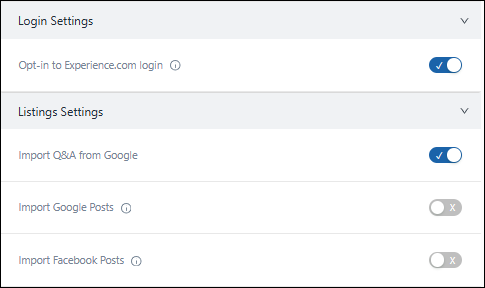 Login Settings
Opt-in to Experience.com login
Listings Settings
Import Q&A from Google
Import Google Posts
Import Facebook Posts